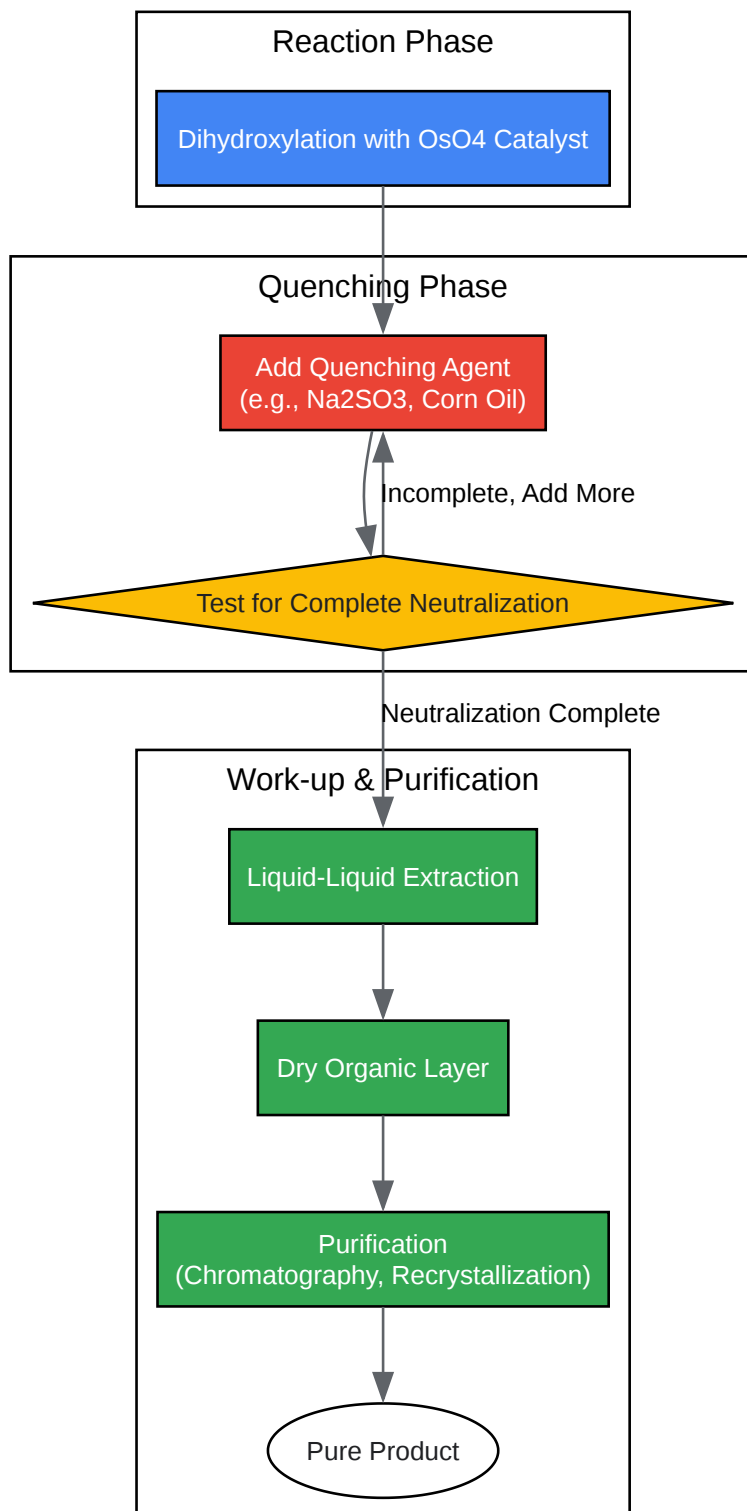 Reaction Phase
Dihydroxylation with OsO4 Catalyst
Quenching Phase
Add Quenching Agent
(e.g., Na2SO3, Corn Oil)
Incomplete, Add More
Test for Complete Neutralization
Neutralization Complete
Work-up & Purification
Liquid-Liquid Extraction
Dry Organic Layer
Purification
(Chromatography, Recrystallization)
Pure Product